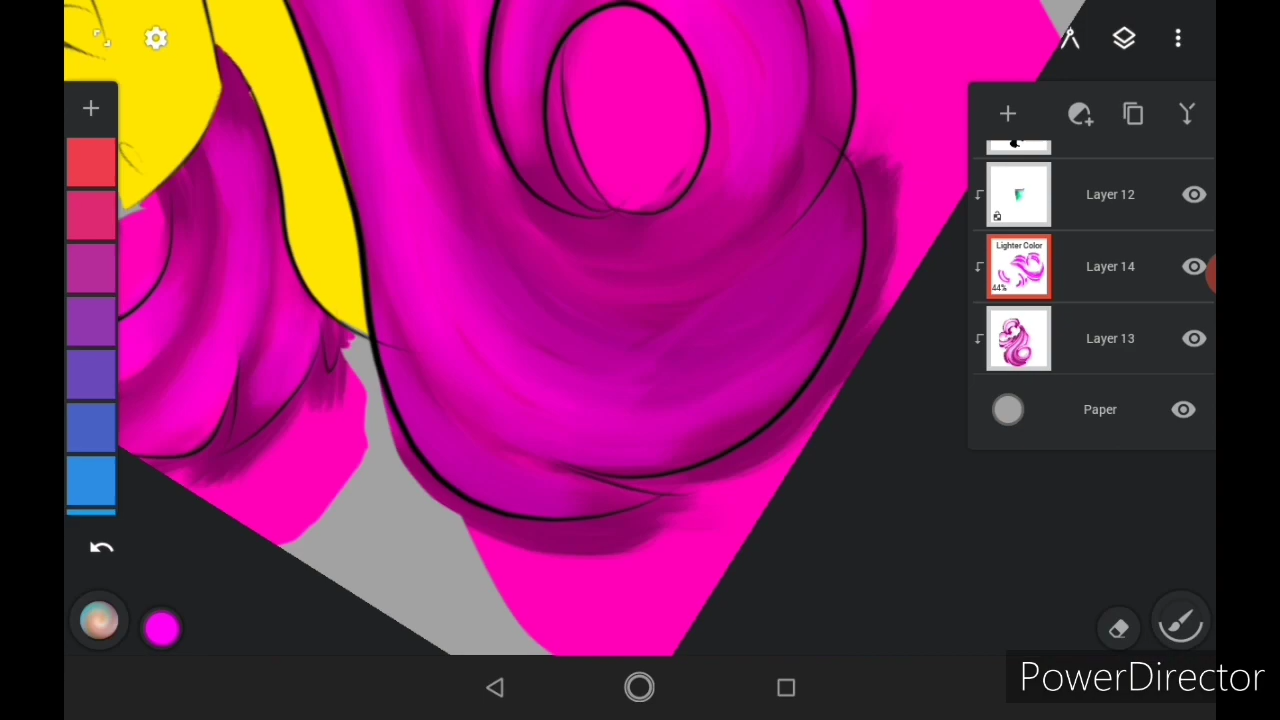 Layer 12
Lighter Color
44%
Layer 14
Layer 13
Paper
PowerDirector